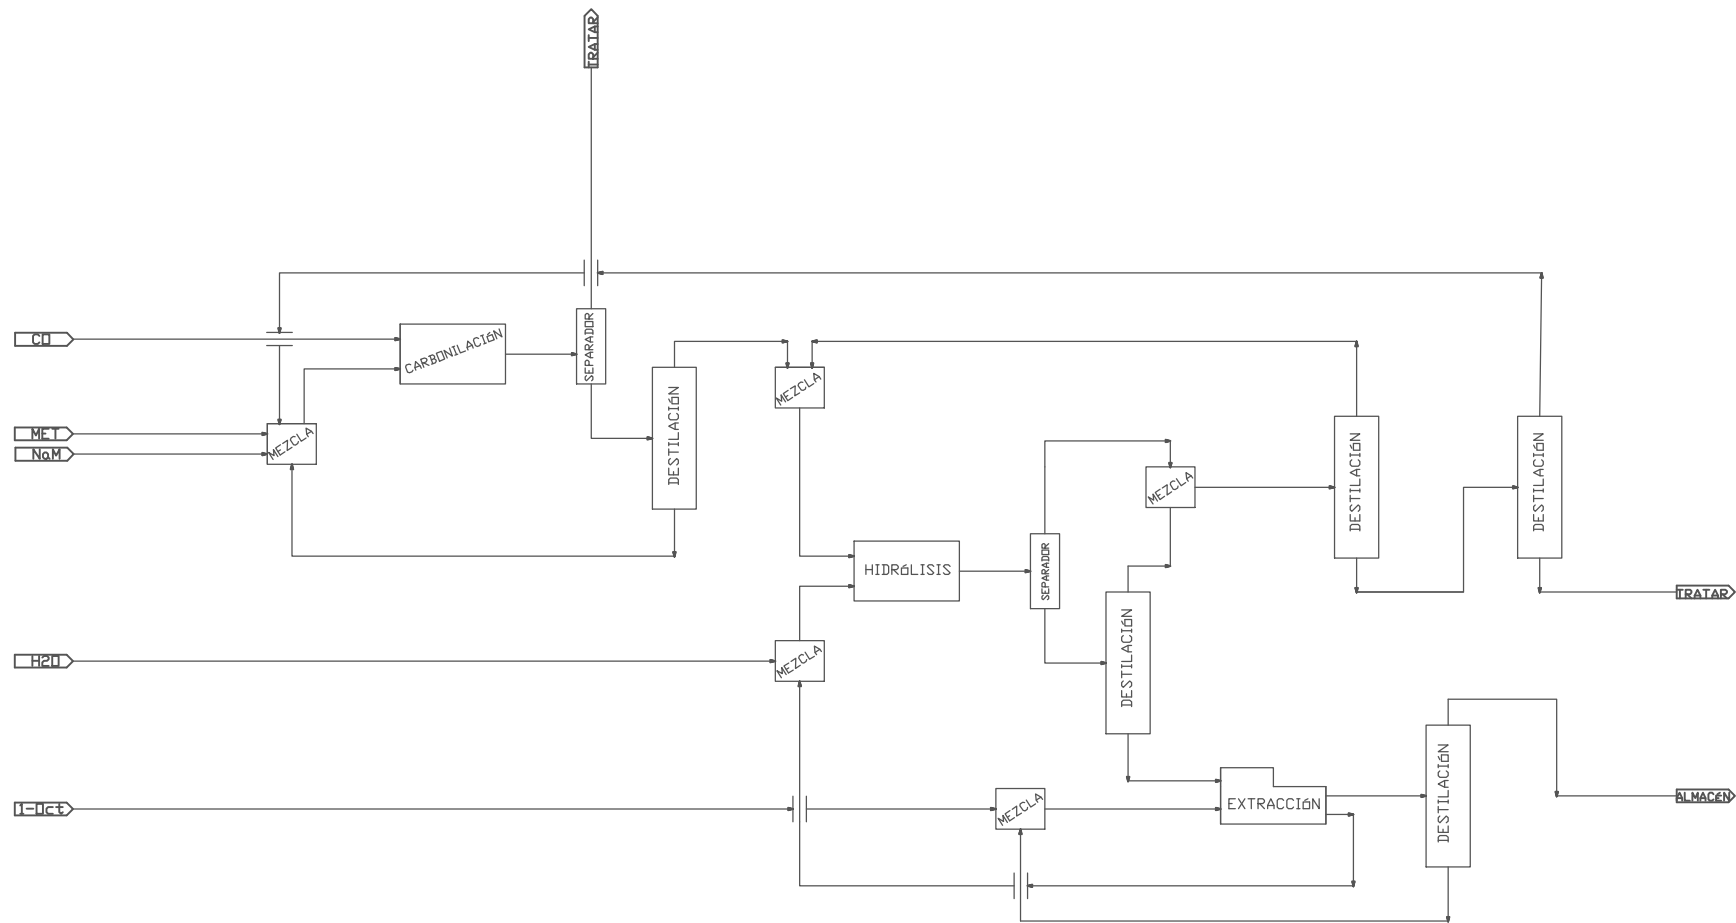 TRATAR
CO
CARBONILACIóN
SEPARADOR
MEZCLA
DESTILACIóN
MET
NaM
MEZCLA
DESTILACIóN
DESTILACIóN
MEZCLA
HIDRóLISIS
SEPARADOR
TRATAR
H2O
MEZCLA
DESTILACIóN
1-Oct
MEZCLA
EXTRACCIóN
DESTILACIóN
ALMACéN